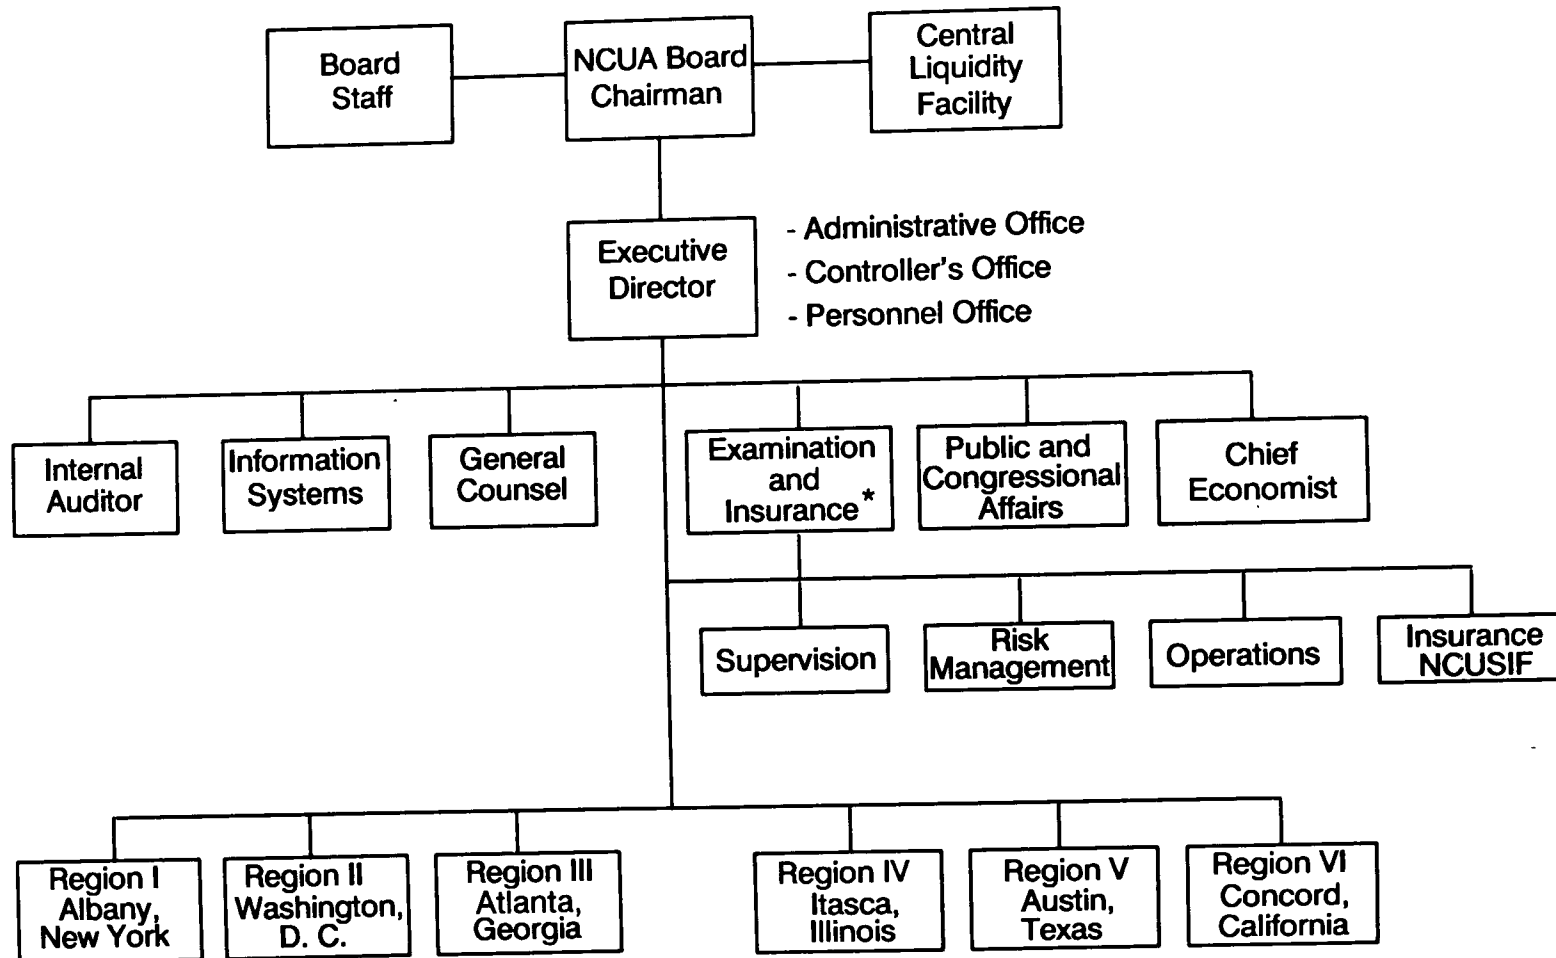 Board
Staff
NCUA Board
Chairman
Central
Liquidity
Facility
Executive
Director
- Administrative Office
- Controller's Office
- Personnel Office
Internal
Auditor
Information
Systems
General
Counsel
Examination
and
Insurance *
Public and
Congressional
Affairs
Chief
Economist
Supervision
Risk
Management
Operations
Insurance
NCUSIF
Region I
Albany,
New York
Region II
Washington,
D. C.
Region III
Atlanta,
Georgia
Region IV
Itasca,
Illinois
Region V
Austin,
Texas
Region VI
Concord,
California